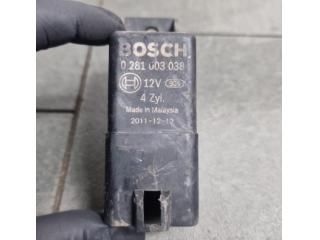 BOSCH
0 281 003 038
12V
4 Zyl.
Made in Malaysia
2011-12-12